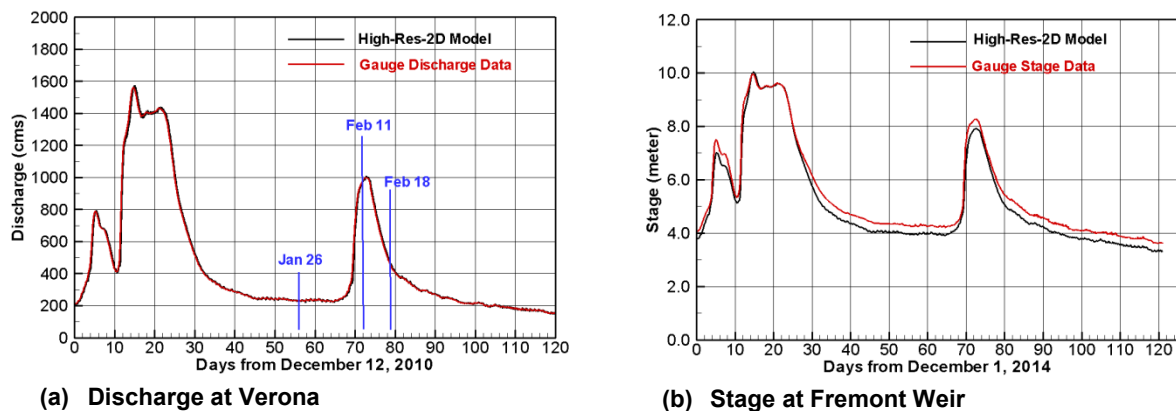 2000
1800
1600
1400
1200
1000
800
600
400
200
0
Discharge (cms)
High-Res-2D Model
Gauge Discharge Data
Feb 11
Feb 18
Jan 26
0 10 20 30 40 50 60 70 80 90 100 110 120
Days from December 12, 2010
(a) Discharge at Verona
12.0
10.0
8.0
6.0
4.0
2.0
0.0
Stage (meter)
High-Res-2D Model
Gauge Stage Data
0 10 20 30 40 50 60 70 80 90 100 110 120
Days from December 1, 2014
(b) Stage at Fremont Weir